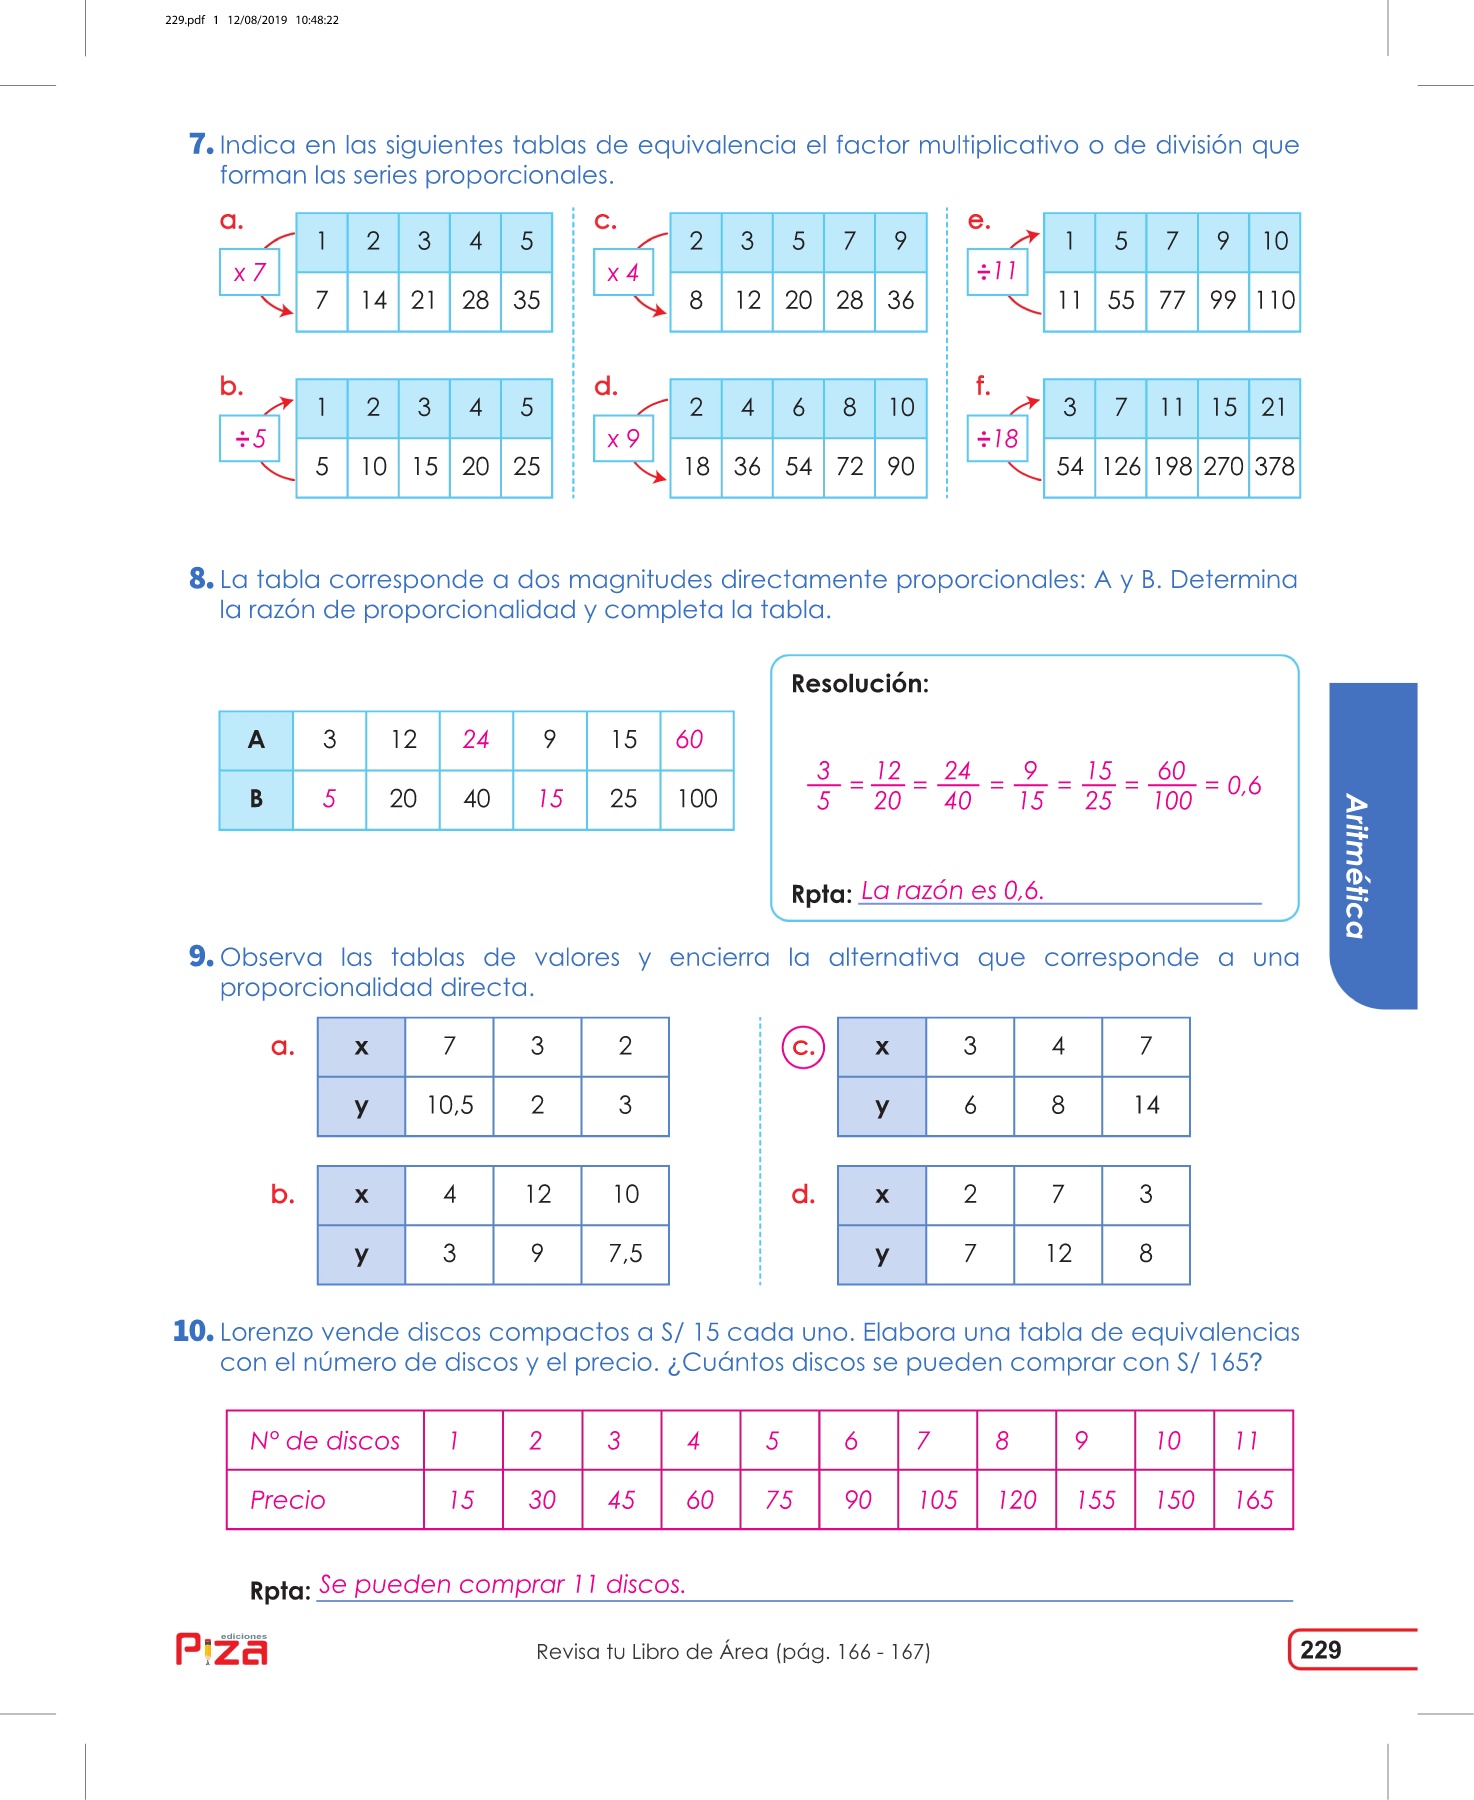 229.pdf 1 12/08/2019 10:48:22
7. Indica en las siguientes tablas de equivalencia el factor multiplicativo o de división que
forman las series proporcionales.
a.
x 7
1 2 3 4 5
7 14 21 28 35
b.
÷5
1 2 3 4 5
5 10 15 20 25
c.
x 4
2 3 5 7 9
8 12 20 28 36
d.
x 9
2 4 6 8 10
18 36 54 72 90
e.
÷11
1 5 7 9 10
11 55 77 99 110
f.
÷18
3 7 11 15 21
54 126 198 270 378
8. La tabla corresponde a dos magnitudes directamente proporcionales: A y B. Determina
la razón de proporcionalidad y completa la tabla.
A 3 12 24 9 15 60
B 5 20 40 15 25 100
Resolución:
3/5 = 12/20 = 24/40 = 9/15 = 15/25 = 60/100 = 0,6
Rpta: La razón es 0,6.
Aritmética
9. Observa las tablas de valores y encierra la alternativa que corresponde a una
proporcionalidad directa.
a.
x 7 3 2
y 10,5 2 3
b.
x 4 12 10
y 3 9 7,5
c.
x 3 4 7
y 6 8 14
d.
x 2 7 3
y 7 12 8
10. Lorenzo vende discos compactos a S/ 15 cada uno. Elabora una tabla de equivalencias
con el número de discos y el precio. ¿Cuántos discos se pueden comprar con S/ 165?
N° de discos 1 2 3 4 5 6 7 8 9 10 11
Precio 15 30 45 60 75 90 105 120 155 150 165
Rpta: Se pueden comprar 11 discos.
ediciones
Piza
Revisa tu Libro de Área (pág. 166 - 167)
229